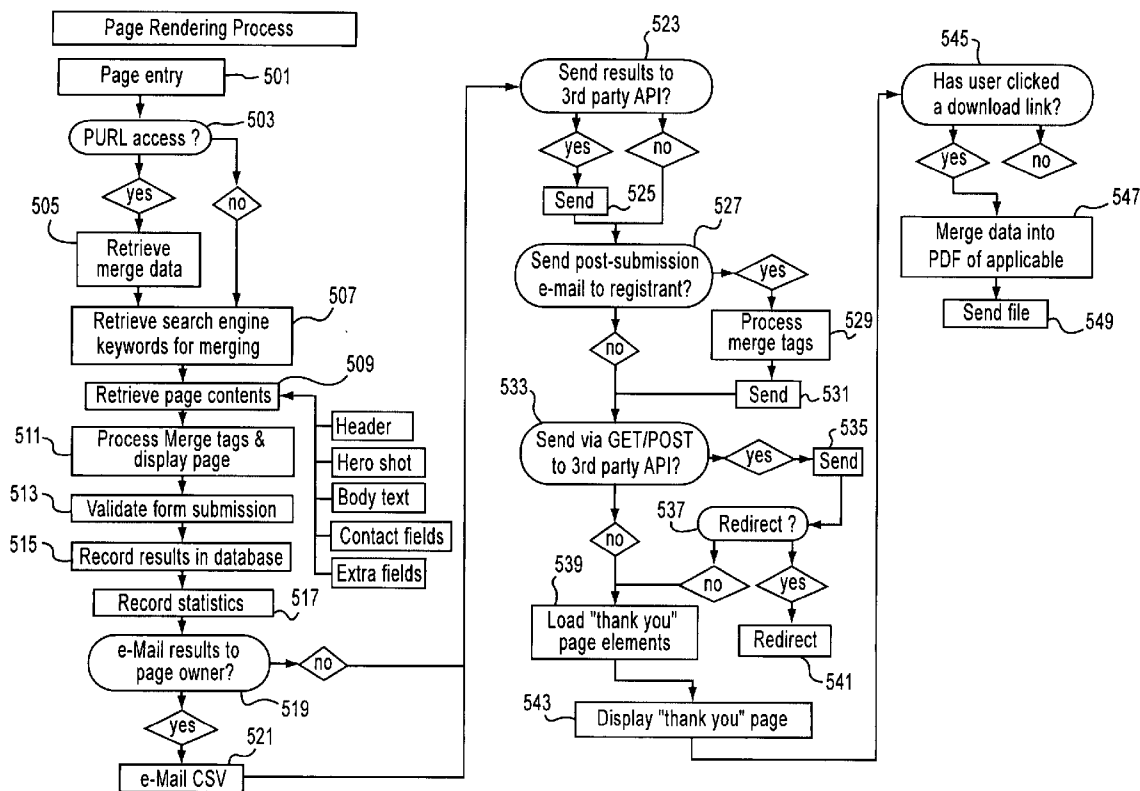 Page Rendering Process
Page entry
501
503
PURL access ?
yes
no
505
Retrieve
merge data
507
Retrieve search engine
keywords for merging
509
Retrieve page contents
Header
Hero shot
Body text
Contact fields
Extra fields
511
Process Merge tags &
display page
513
Validate form submission
515
Record results in database
Record statistics
517
e-Mail results to
page owner?
no
519
yes
521
e-Mail CSV
523
Send results to
3rd party API?
yes
no
Send
525
527
Send post-submission
e-mail to registrant?
yes
Process
merge tags
529
no
Send
531
533
Send via GET/POST
to 3rd party API?
yes
535
Send
537
Redirect ?
no
no
yes
539
Load "thank you"
page elements
Redirect
541
543
Display "thank you" page
545
Has user clicked
a download link?
yes
no
547
Merge data into
PDF of applicable
Send file
549